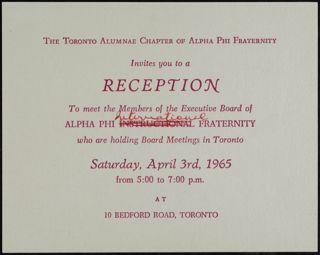 THE TORONTO ALUMNAE CHAPTER OF ALPHA PHI FRATERNITY
Invites you to a
RECEPTION
To meet the Members of the Executive Board of
International
ALPHA PHI INSTRUCTIONAL FRATERNITY
who are holding Board Meetings in Toronto
Saturday, April 3rd, 1965
from 5:00 to 7:00 p.m.
AT
10 BEDFORD ROAD, TORONTO